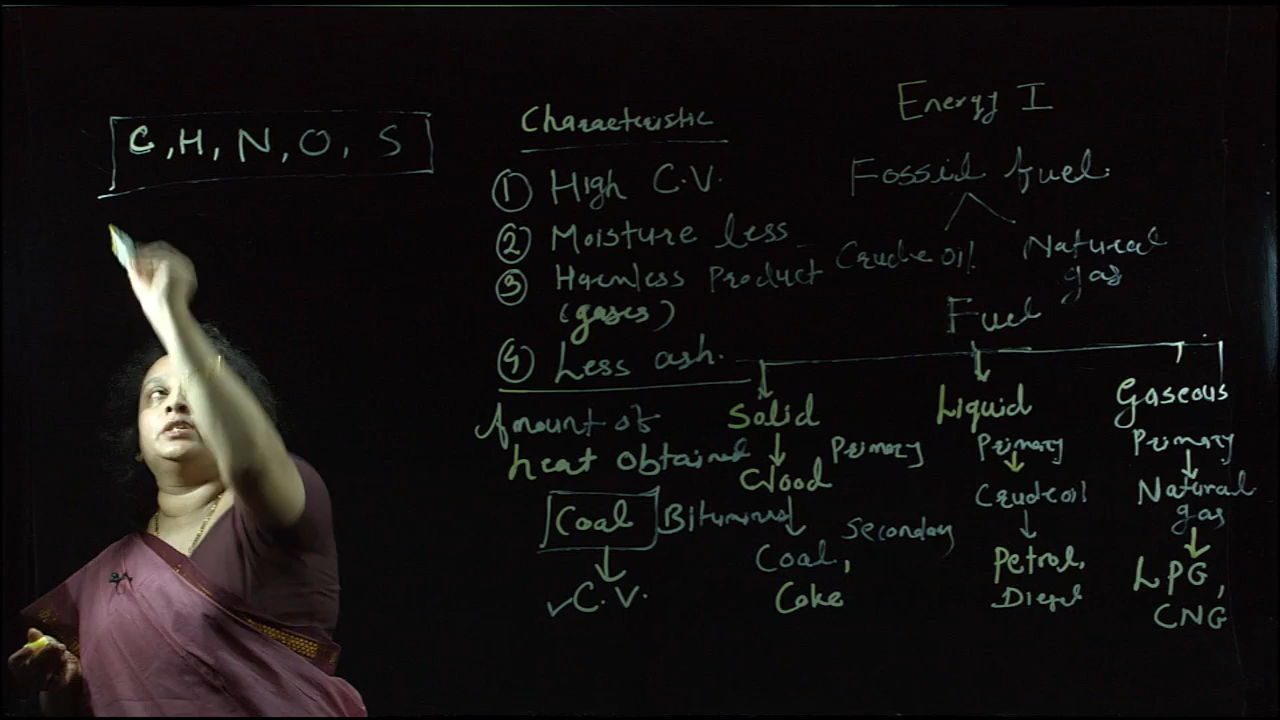 C, H, N, O, S
Characteristic
① High C.V.
② Moisture less
③ Harmless Product
(gases)
④ Less ash.
Amount of
heat obtained
Coal Bituminus
C.V.
Energy I
Fossid fuel.
Crude oil Natural
gas
Fuel
Solid Liquid Gaseous
Primary Primary Primary
Wood Crude oil Natural
gas
Secondary
Coal, Petrol, LPG,
Coke Diesel CNG